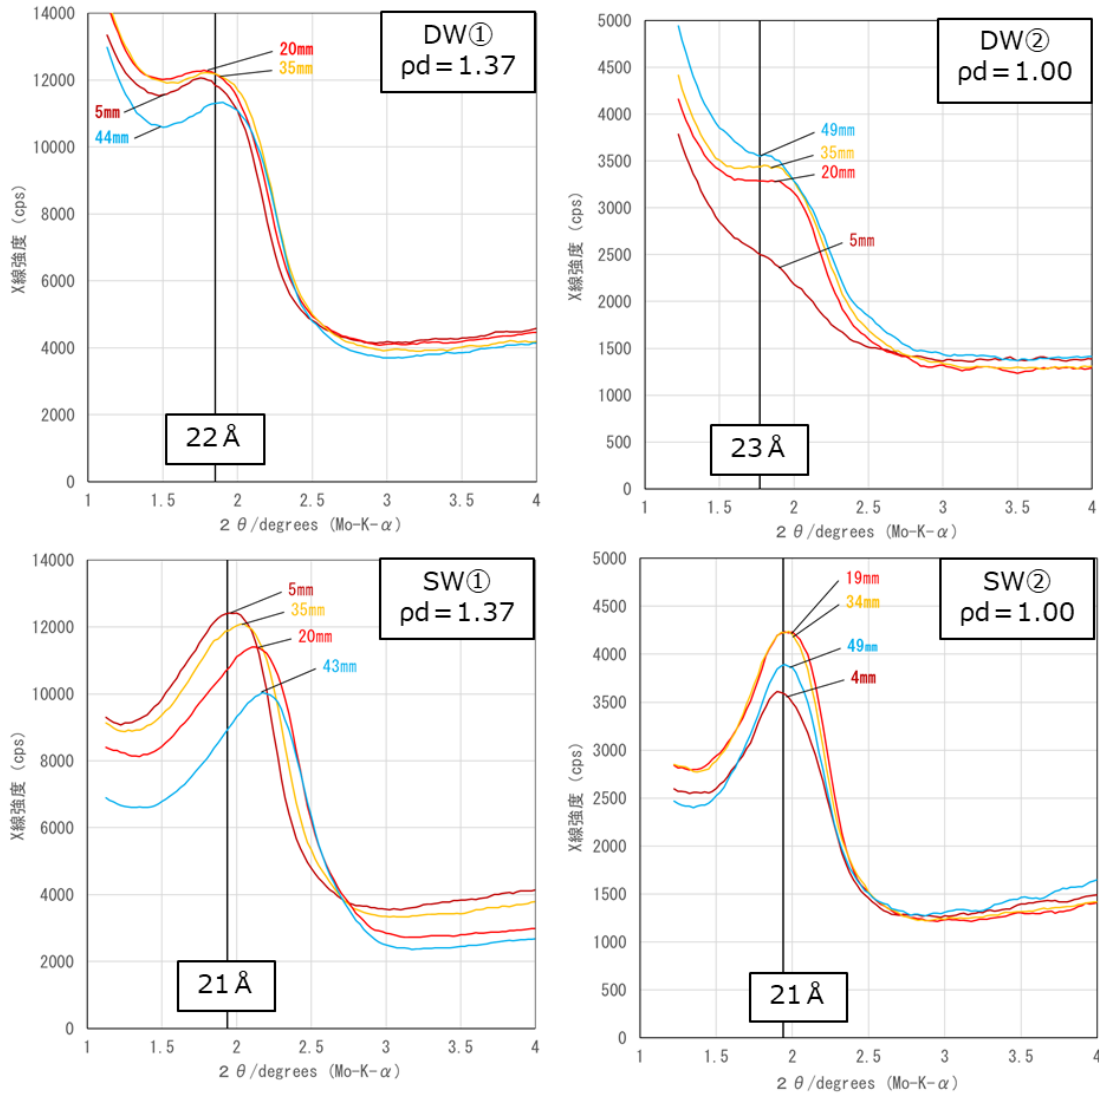 DW①
ρd＝1.37
14000
12000
10000
8000
6000
4000
2000
0
X線強度 (cps)
20mm
35mm
5mm
44mm
22Å
1
1.5
2
2.5
3
3.5
4
2θ/degrees (Mo-K-α)
DW②
ρd＝1.00
5000
4500
4000
3500
3000
2500
2000
1500
1000
500
0
X線強度 (cps)
49mm
35mm
20mm
5mm
23Å
1
1.5
2
2.5
3
3.5
4
2θ/degrees (Mo-K-α)
SW①
ρd＝1.37
14000
12000
10000
8000
6000
4000
2000
0
X線強度 (cps)
5mm
35mm
20mm
43mm
21Å
1
1.5
2
2.5
3
3.5
4
2θ/degrees (Mo-K-α)
SW②
ρd＝1.00
5000
4500
4000
3500
3000
2500
2000
1500
1000
500
0
X線強度 (cps)
19mm
34mm
49mm
4mm
21Å
1
1.5
2
2.5
3
3.5
4
2θ/degrees (Mo-K-α)